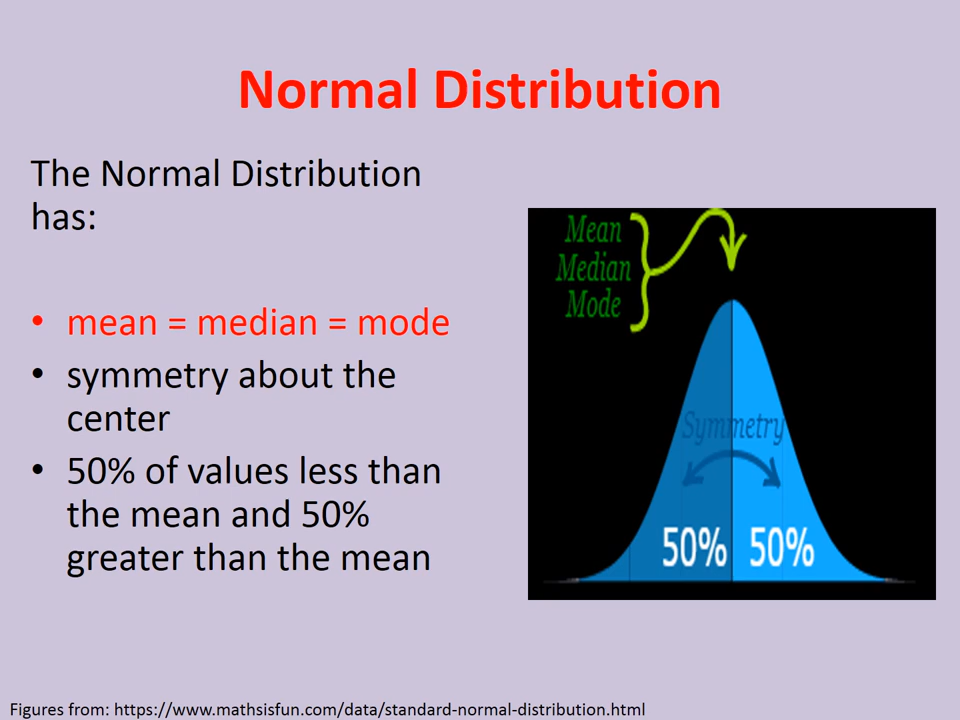 Normal Distribution
The Normal Distribution
has:
• mean = median = mode
• symmetry about the
center
• 50% of values less than
the mean and 50%
greater than the mean
Mean
Median
Mode
Symmetry
50% 50%
Figures from: https://www.mathsisfun.com/data/standard-normal-distribution.html